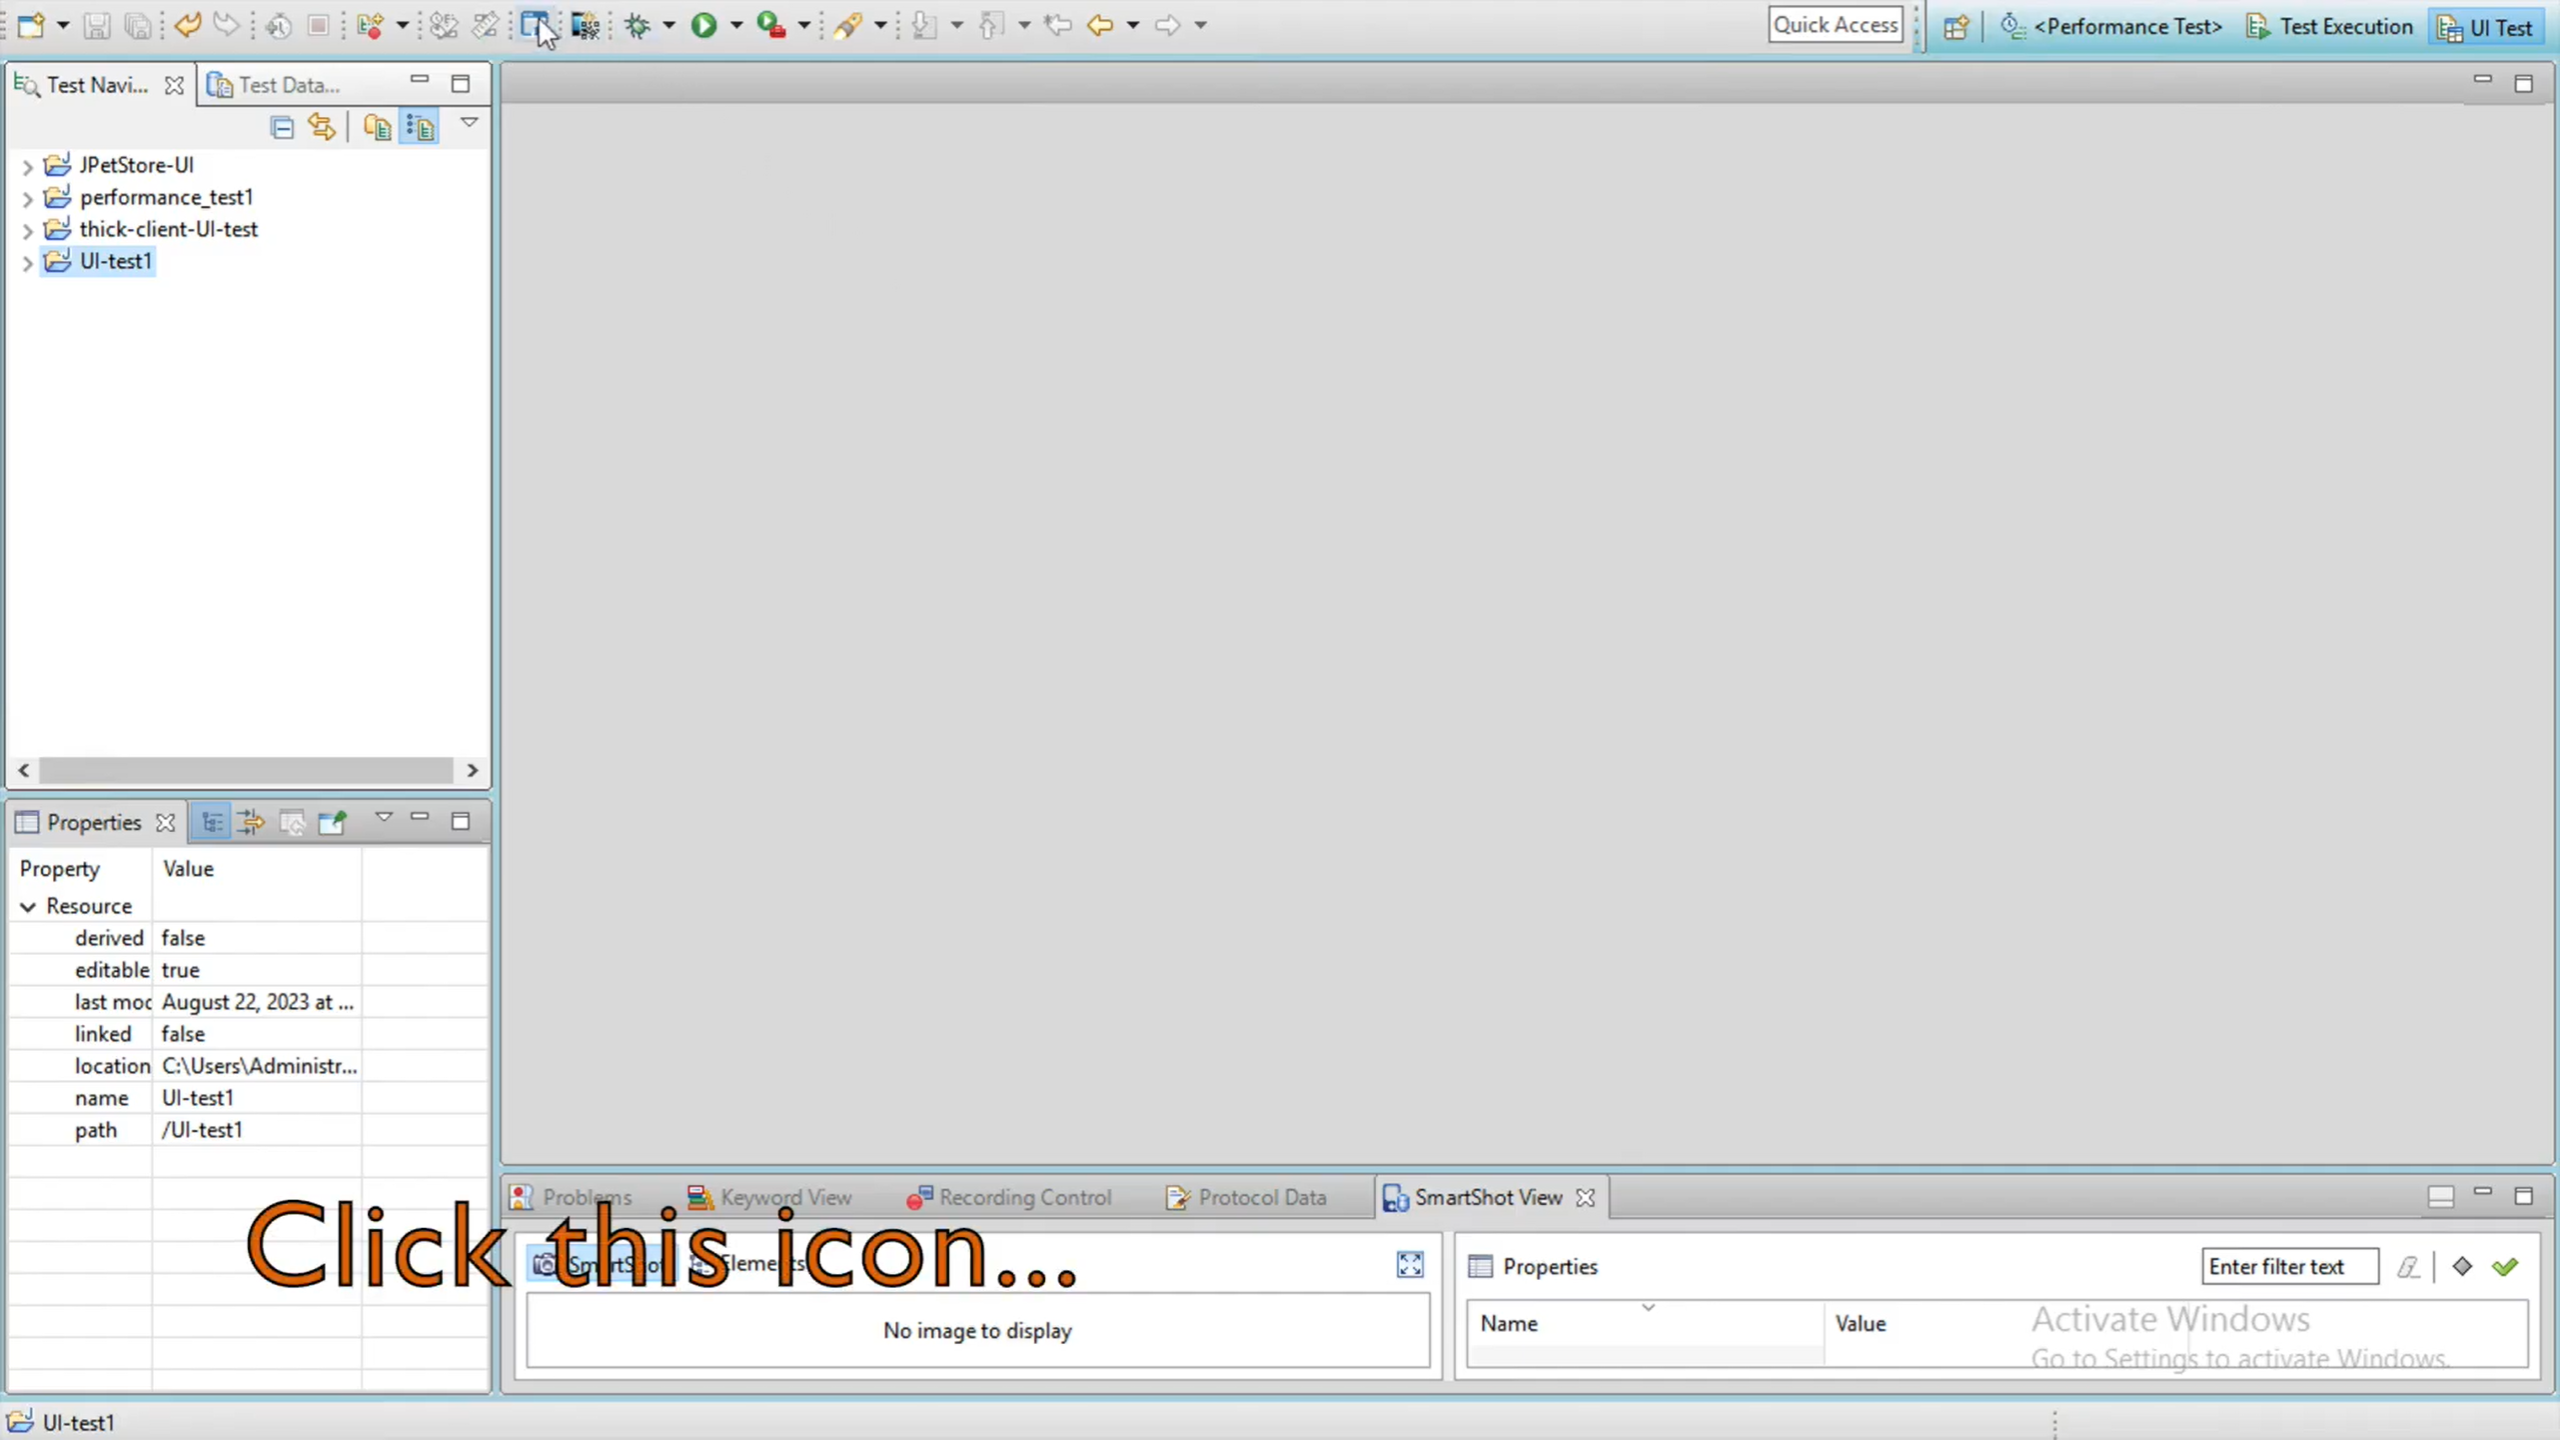 Quick Access
<Performance Test>
Test Execution
UI Test
Test Navi...
Test Data...
JPetStore-UI
performance_test1
thick-client-UI-test
UI-test1
Properties
Property Value
Resource
derived false
editable true
last mod August 22, 2023 at ...
linked false
location C:\Users\Administr...
name UI-test1
path /UI-test1
Problems
Keyword View
Recording Control
Protocol Data
SmartShot View
Click this icon...
SmartShot
Elements
Properties
Enter filter text
No image to display
Name Value
Activate Windows
Go to Settings to activate Windows.
UI-test1